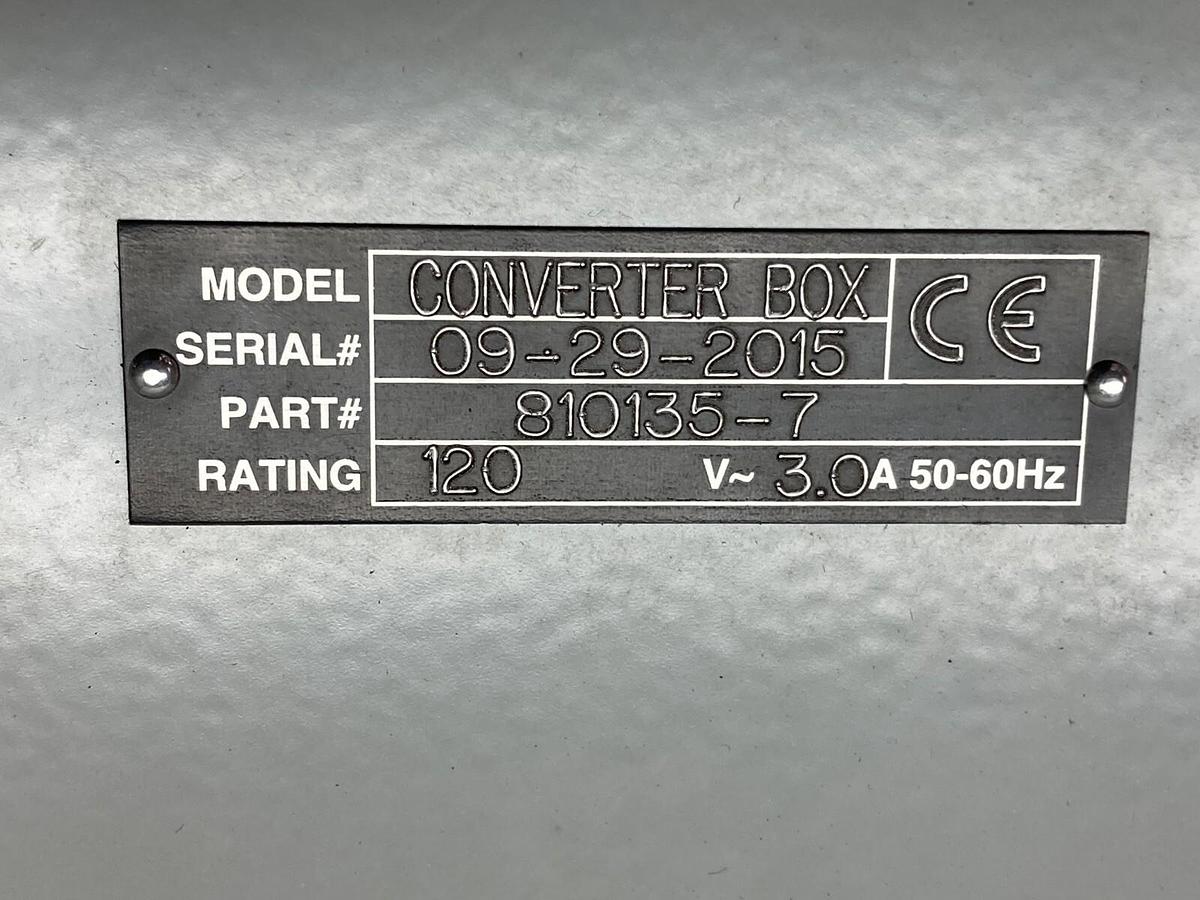 MODEL CONVERTER BOX CE
SERIAL# 09-29-2015
PART# 810135-7
RATING 120 V~ 3.0A 50-60Hz